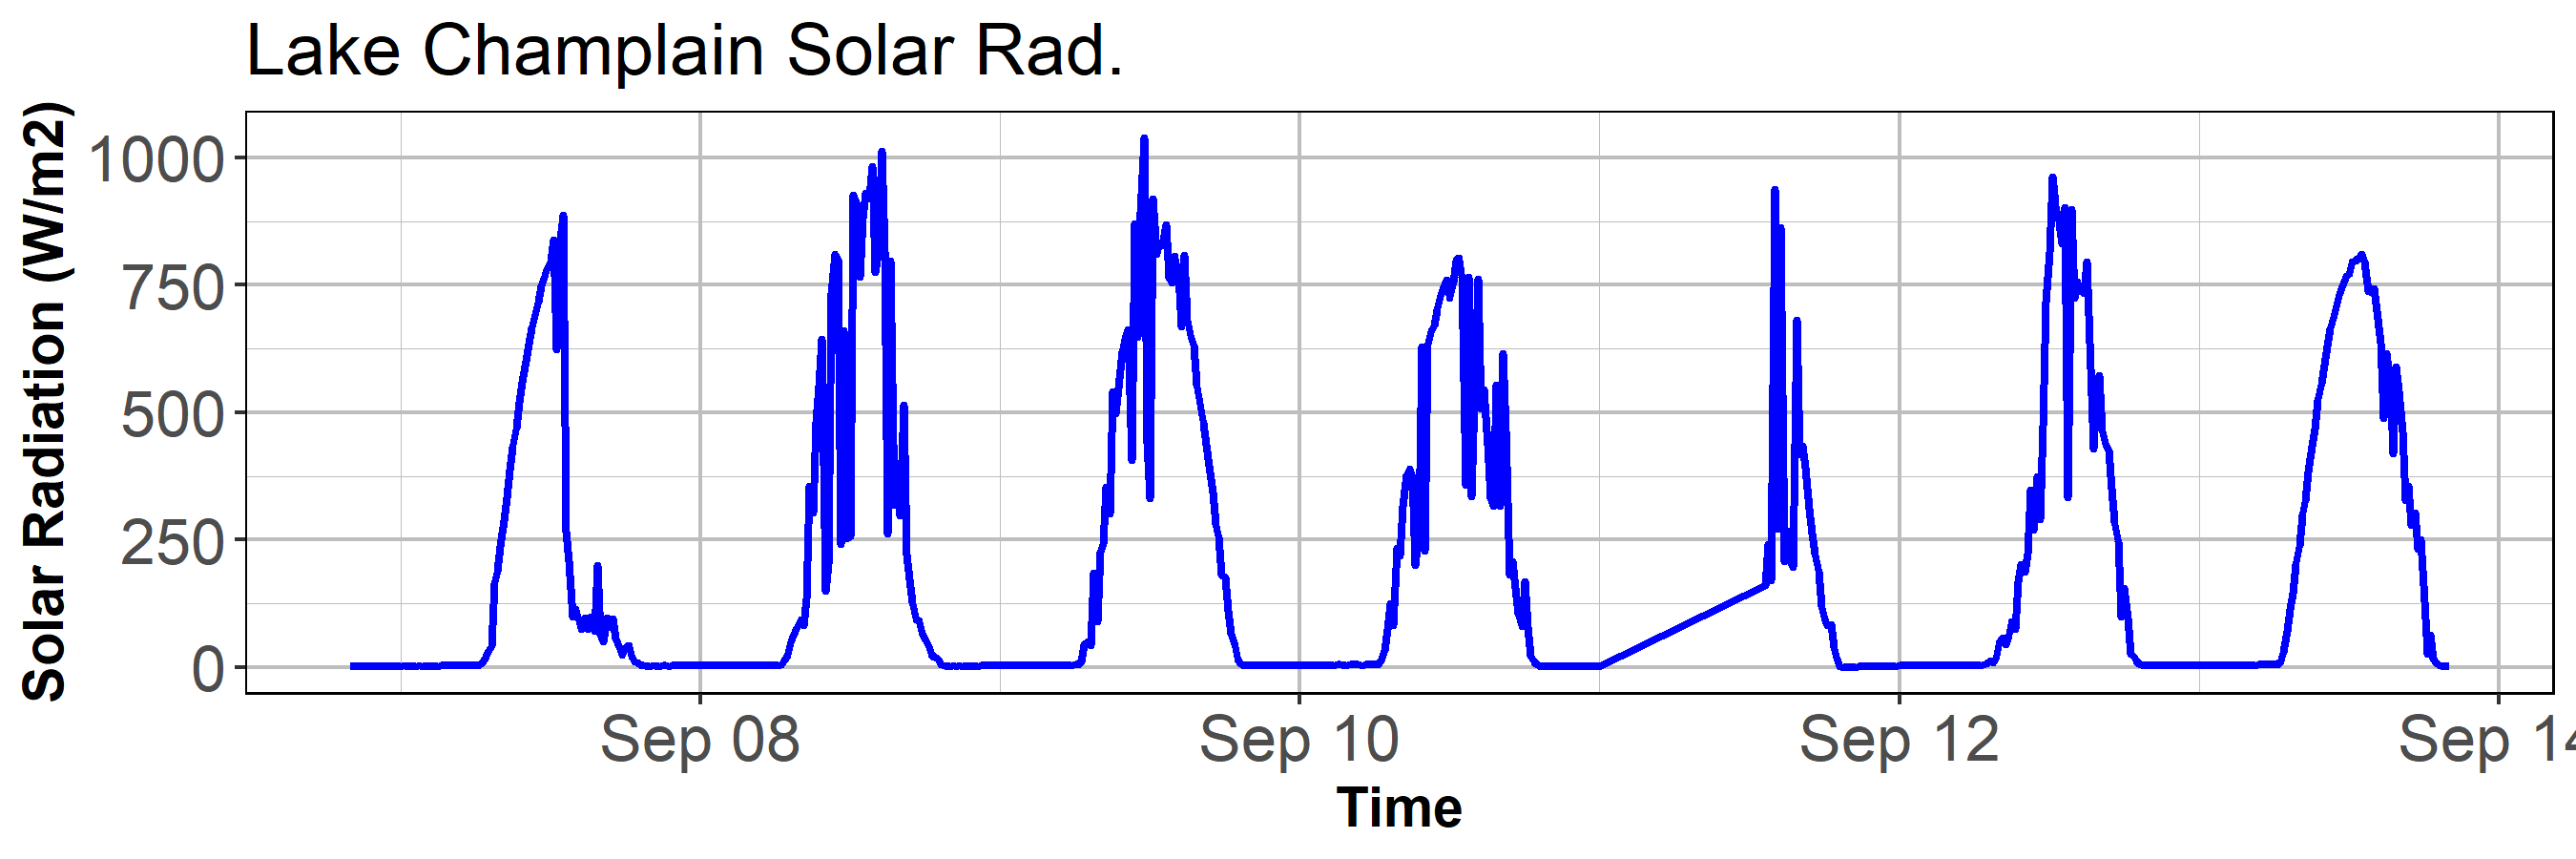 Lake Champlain Solar Rad.
Solar Radiation (W/m2)
1000
750
500
250
0
Sep 08 Sep 10 Sep 12 Sep 14
Time